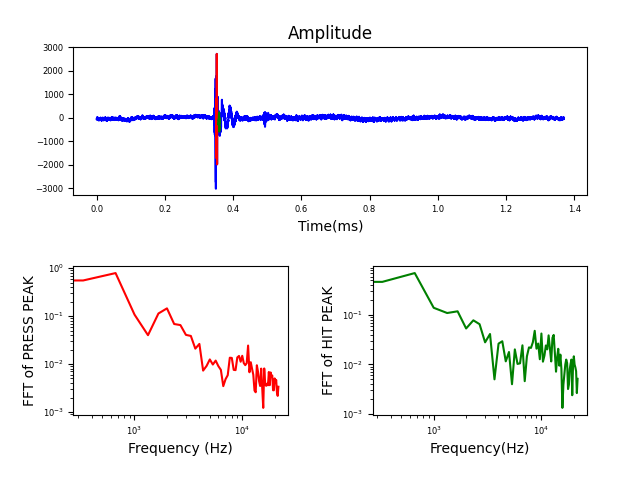 Amplitude
3000
2000
1000
0
−1000
−2000
−3000
0.0 0.2 0.4 0.6 0.8 1.0 1.2 1.4
Time(ms)
FFT of PRESS PEAK
10⁰
10⁻¹
10⁻²
10⁻³
10³ 10⁴
Frequency (Hz)
FFT of HIT PEAK
10⁻¹
10⁻²
10⁻³
10³ 10⁴
Frequency(Hz)